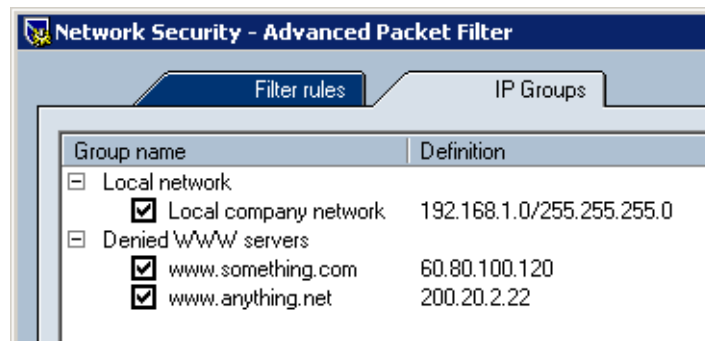 Network Security - Advanced Packet Filter
Filter rules IP Groups
Group name Definition
Local network
Local company network 192.168.1.0/255.255.255.0
Denied WWW servers
www.something.com 60.80.100.120
www.anything.net 200.20.2.22